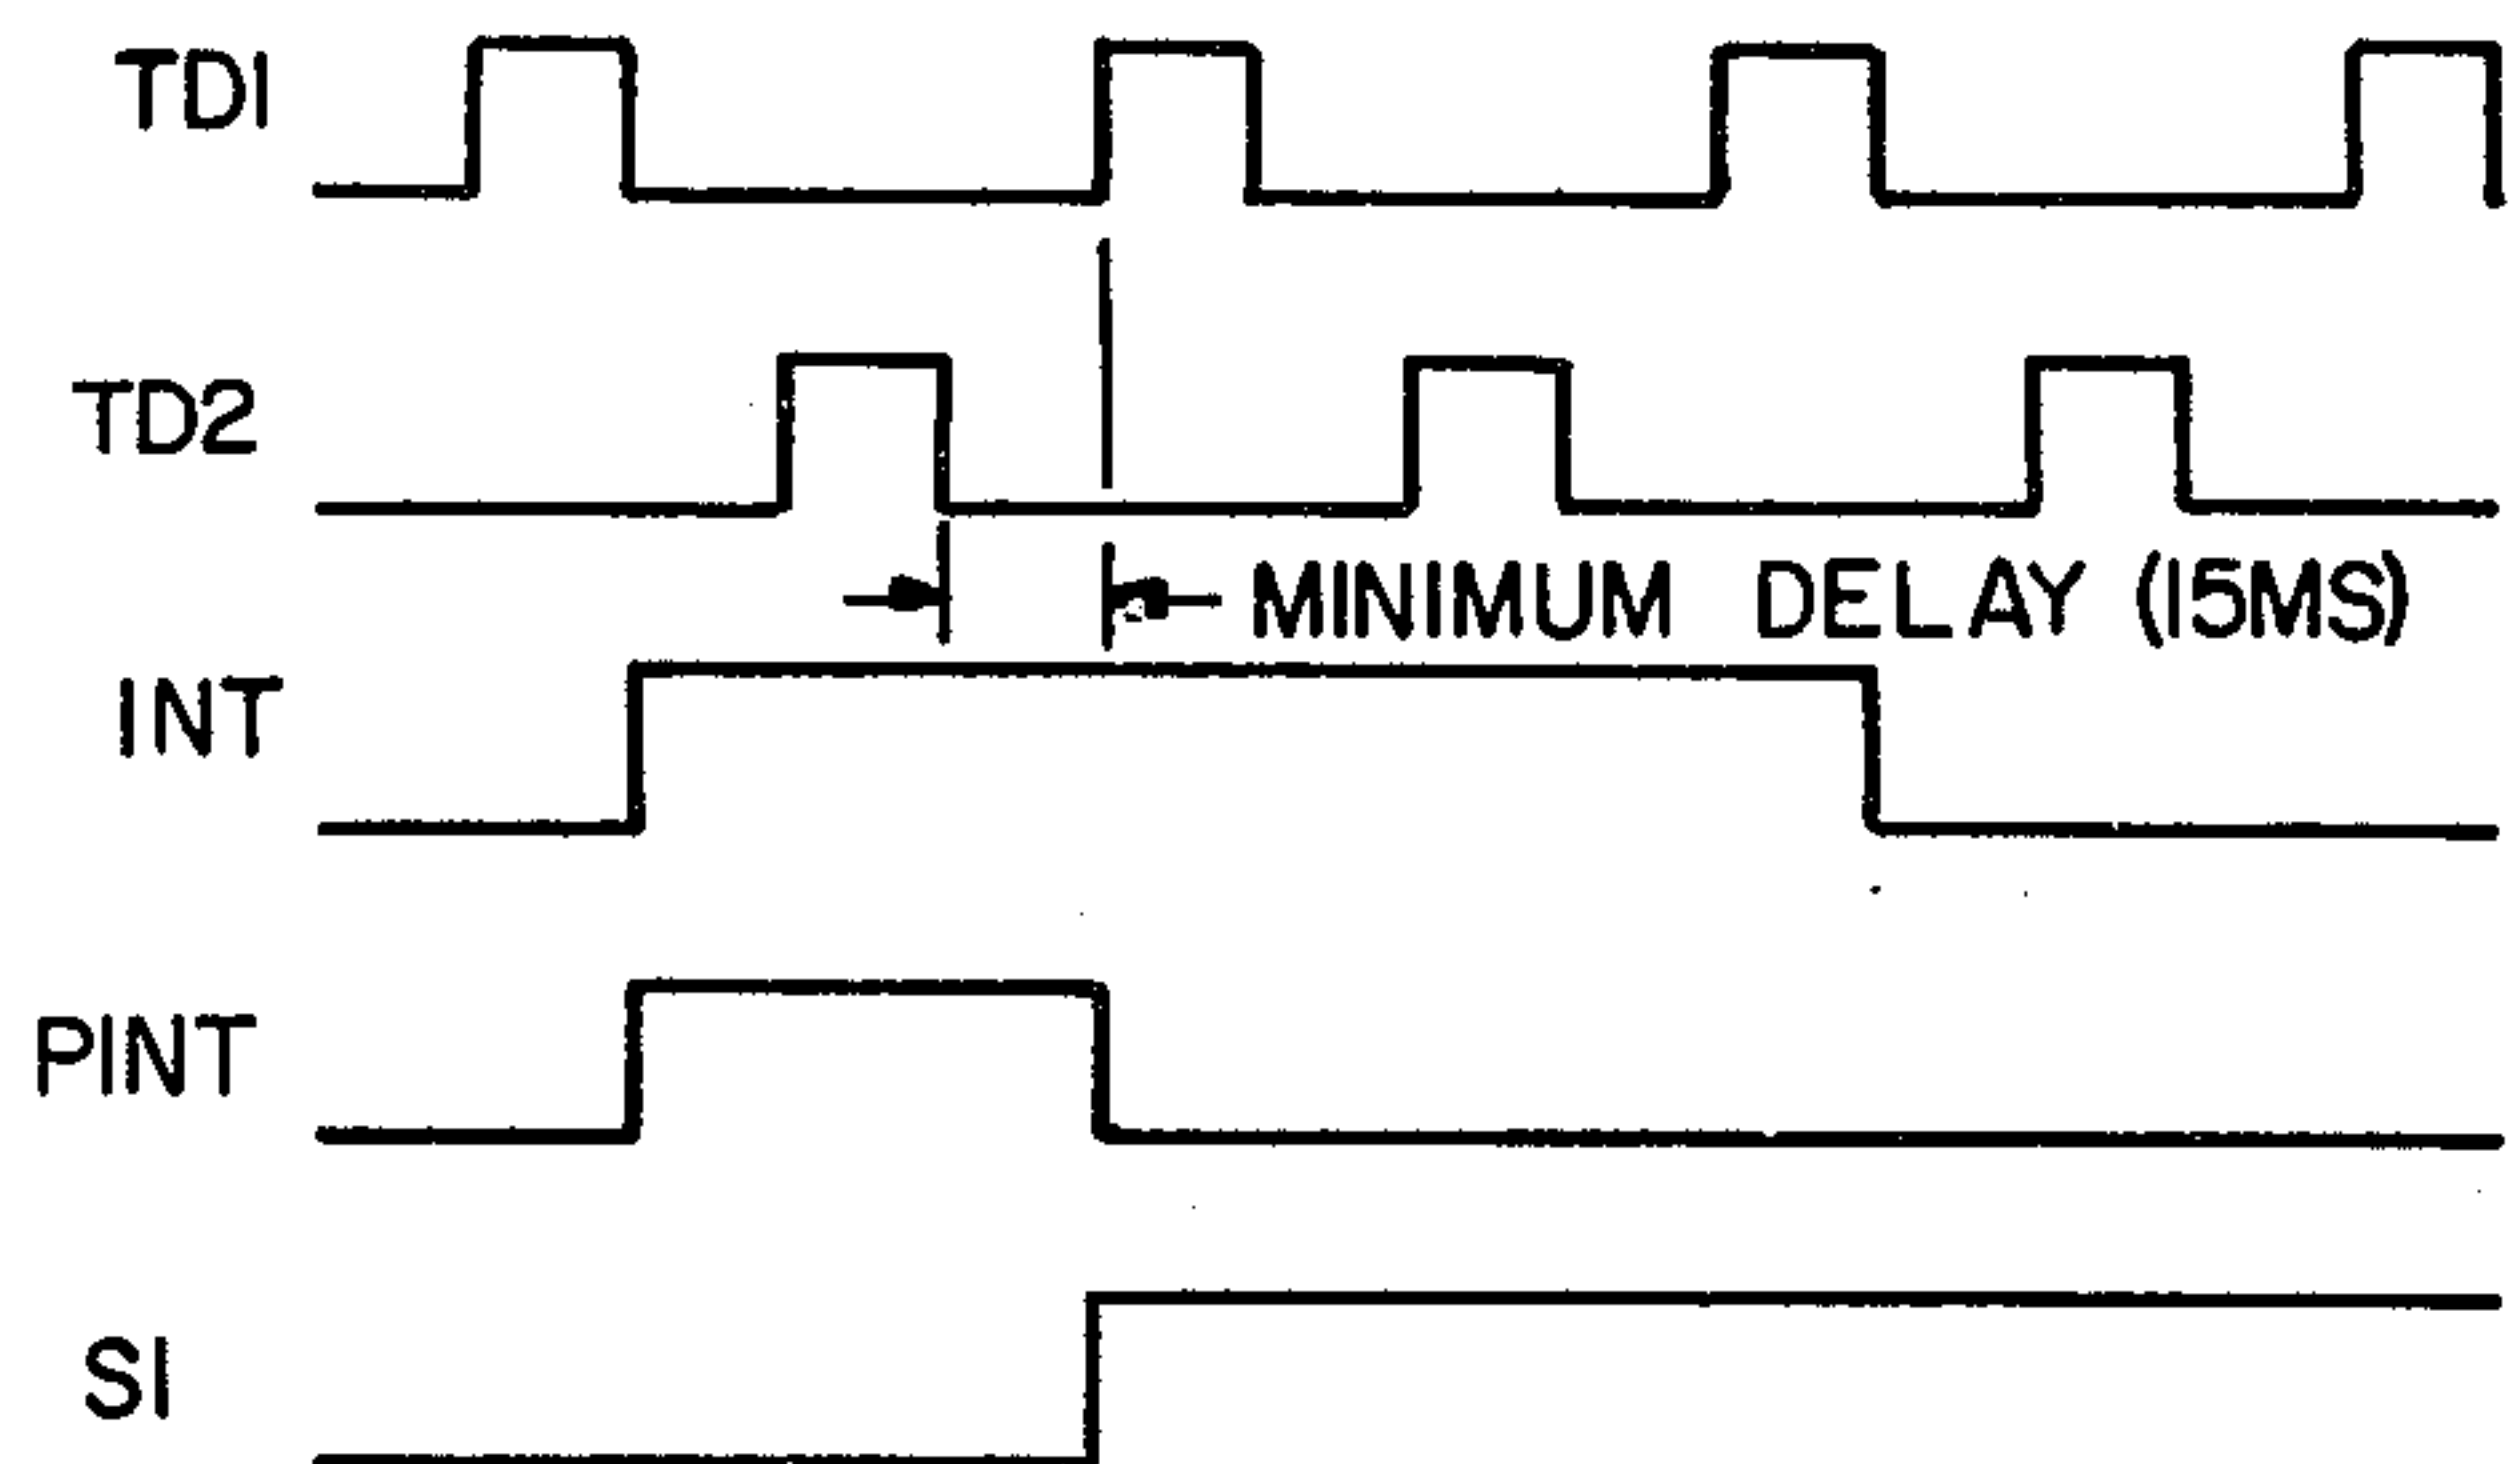 TD1
TD2
MINIMUM DELAY (15MS)
INT
PINT
SI